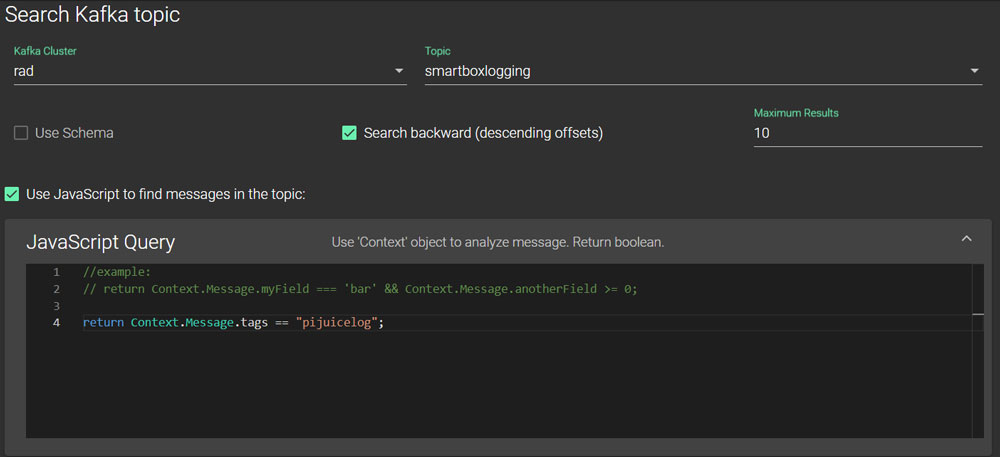 Search Kafka topic
Kafka Cluster
Topic
rad
smartboxlogging
Use Schema
Search backward (descending offsets)
Maximum Results
10
Use JavaScript to find messages in the topic:
JavaScript Query
Use 'Context' object to analyze message. Return boolean.
1 //example:
2 // return Context.Message.myField === 'bar' && Context.Message.anotherField >= 0;
3
4 return Context.Message.tags == "pijuicelog";